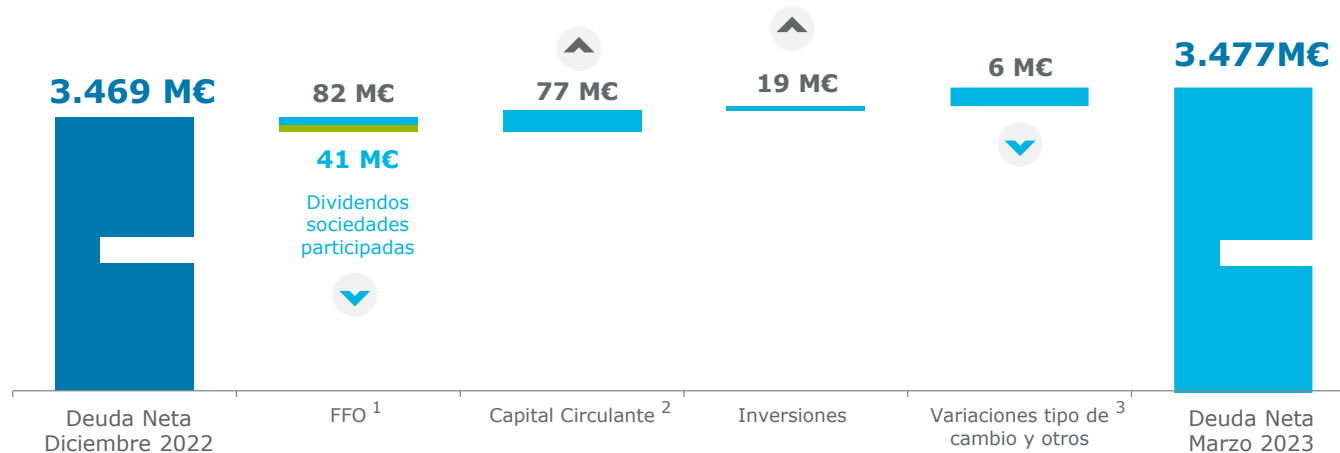 3.469 M€
82 M€
41 M€
Dividendos
sociedades
participadas
77 M€
19 M€
6 M€
3.477M€
Deuda Neta
Diciembre 2022
FFO 1
Capital Circulante 2
Inversiones
Variaciones tipo de 3
cambio y otros
Deuda Neta
Marzo 2023